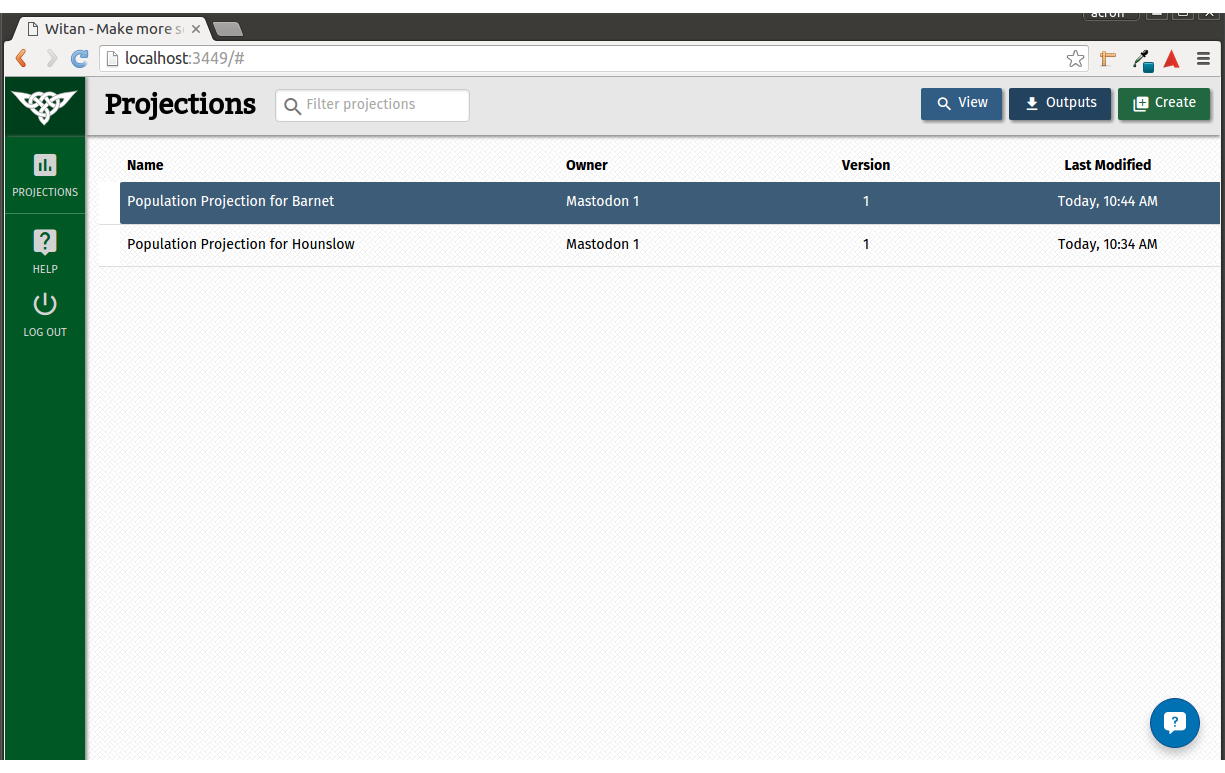 acron
Witan - Make more s
localhost:3449/#
Projections
Filter projections
View
Outputs
Create
PROJECTIONS
HELP
LOG OUT
Name Owner Version Last Modified
Population Projection for Barnet Mastodon 1 1 Today, 10:44 AM
Population Projection for Hounslow Mastodon 1 1 Today, 10:34 AM